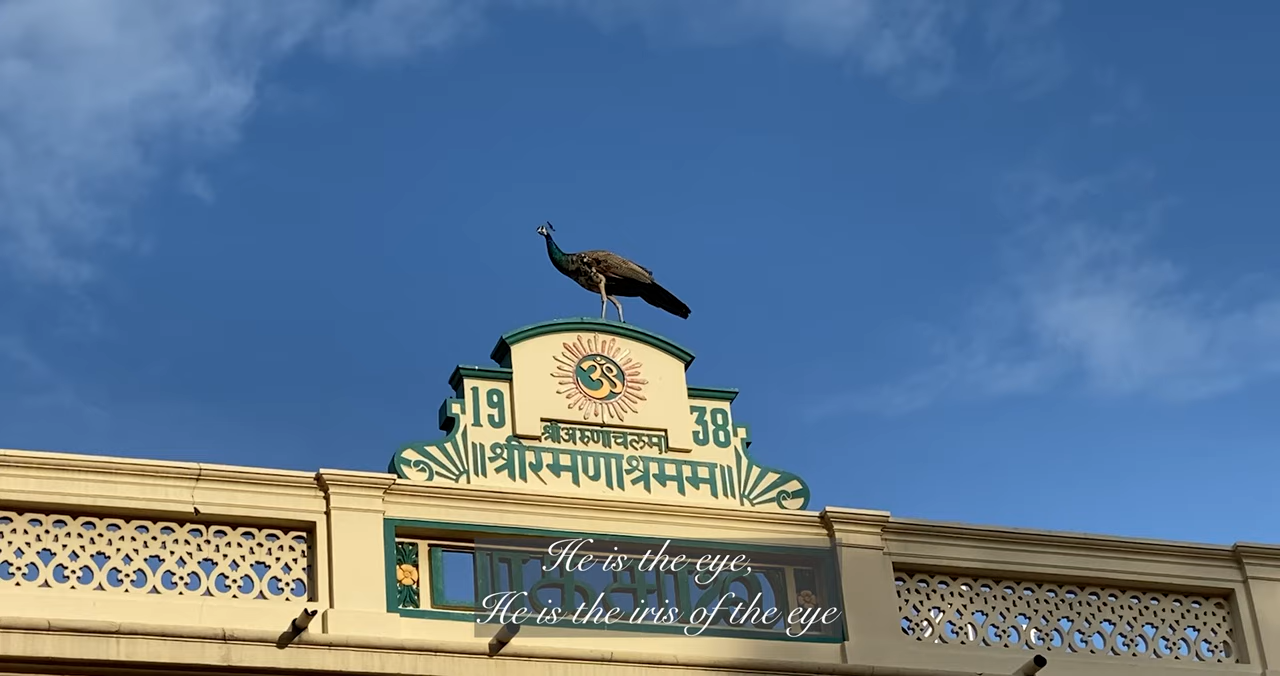 ॐ
19 38
श्रीअरुणाचलम
॥श्रीरमणाश्रमम॥
He is the eye,
He is the iris of the eye